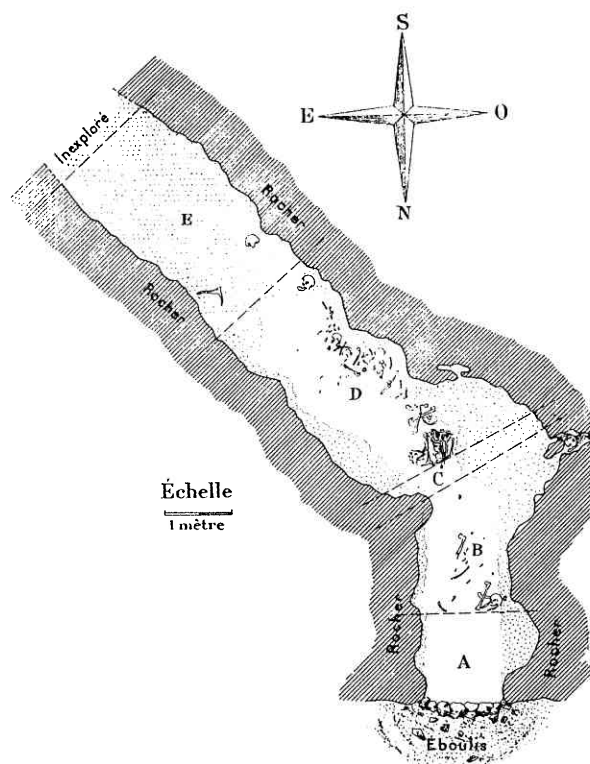 S
E
O
N
Inexploré
Rocher
E
Rocher
D
C
Échelle
1 mètre
B
Rocher
A
Rocher
Éboulis